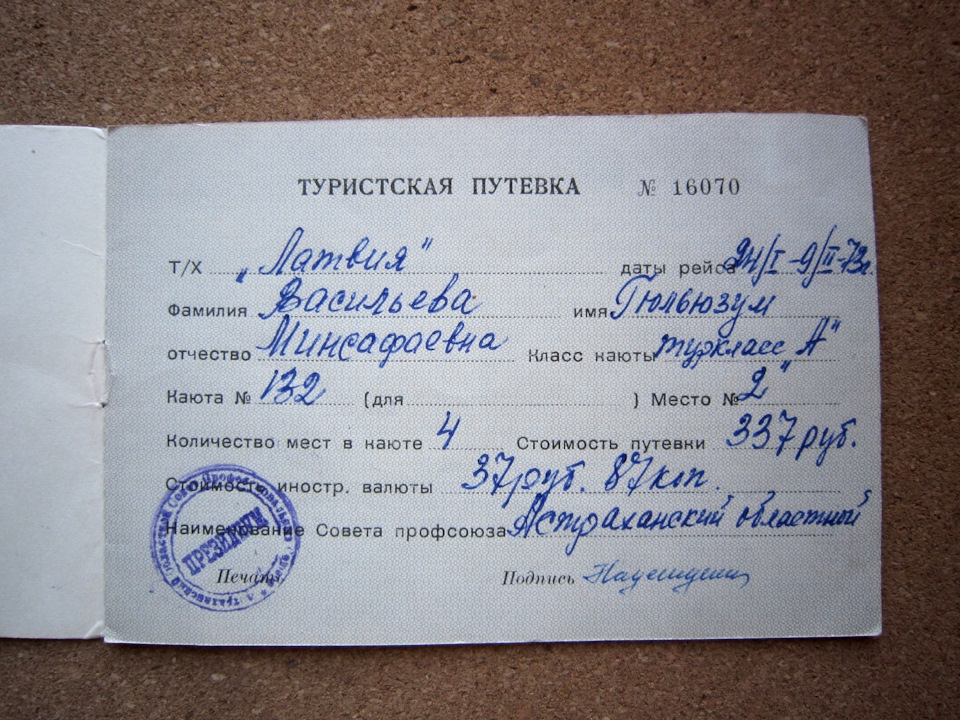 ТУРИСТСКАЯ ПУТЕВКА № 16070
Т/Х „Латвия" даты рейса 24/I-9/II-73г.
Фамилия Васильева имя Гюльюзум
отчество Минсафаевна Класс каюты туркласс „А"
Каюта № 132 (для ) Место № 2
Количество мест в каюте 4 Стоимость путевки 337 руб.
Стоимость иностр. валюты 37 руб. 87 коп.
Наименование Совета профсоюза Астраханский областной
ПРЕЗИДИУМ
Печать Подпись